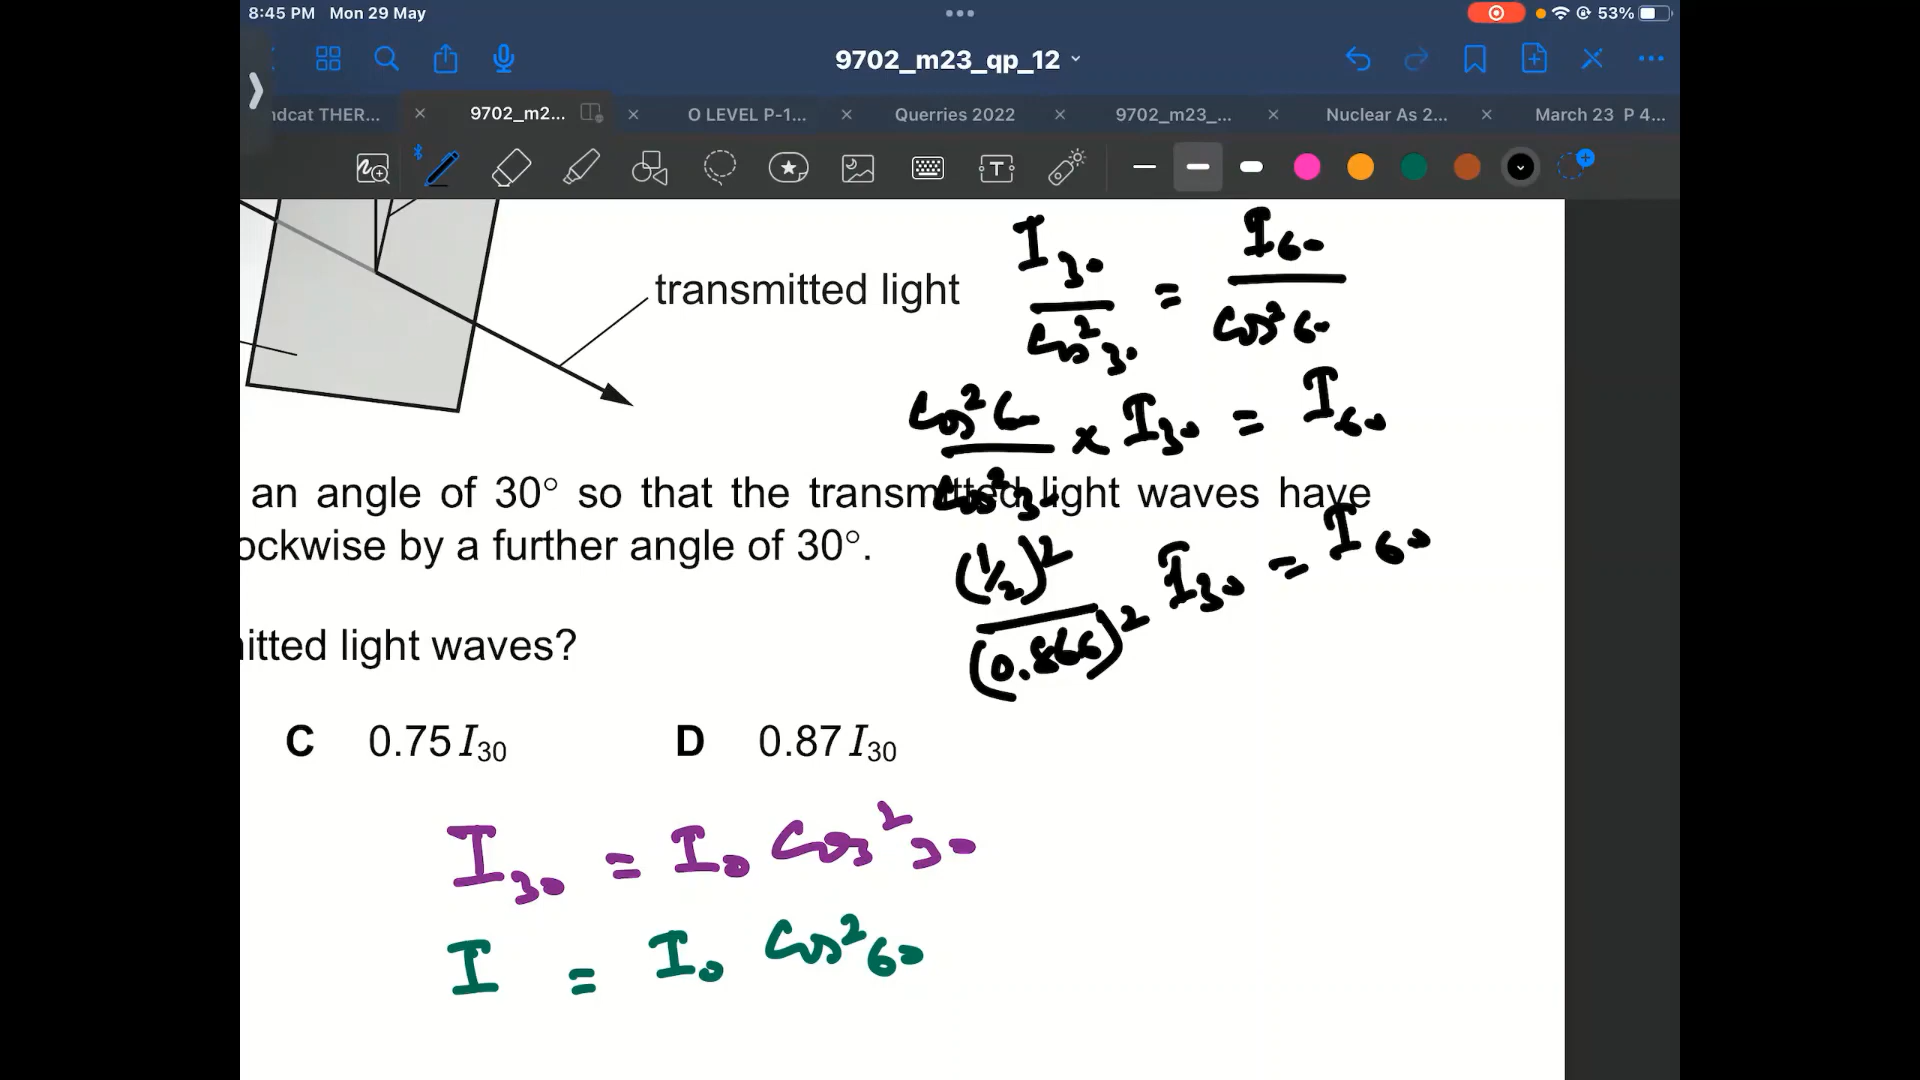 8:45 PM Mon 29 May
53%
9702_m23_qp_12
ndcat THER...
9702_m2...
O LEVEL P-1...
Querries 2022
9702_m23_...
Nuclear As 2...
March 23 P 4...
transmitted light
I30 / Cos²30 = I60 / Cos²60
Cos²60 / Cos²30 × I30 = I60
an angle of 30° so that the transmitted light waves have
ockwise by a further angle of 30°.
(1/2)² / (0.866)² I30 = I60
itted light waves?
C 0.75 I30 D 0.87 I30
I30 = I0 Cos²30
I = I0 Cos²60